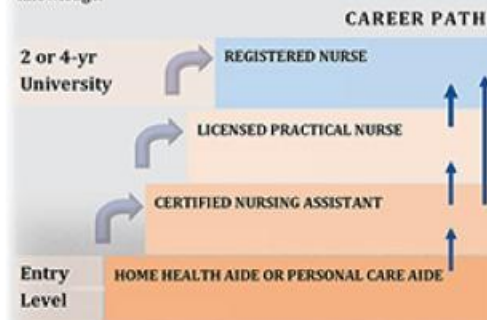 CAREER PATH
2 or 4-yr
University
REGISTERED NURSE
LICENSED PRACTICAL NURSE
CERTIFIED NURSING ASSISTANT
Entry
Level
HOME HEALTH AIDE OR PERSONAL CARE AIDE